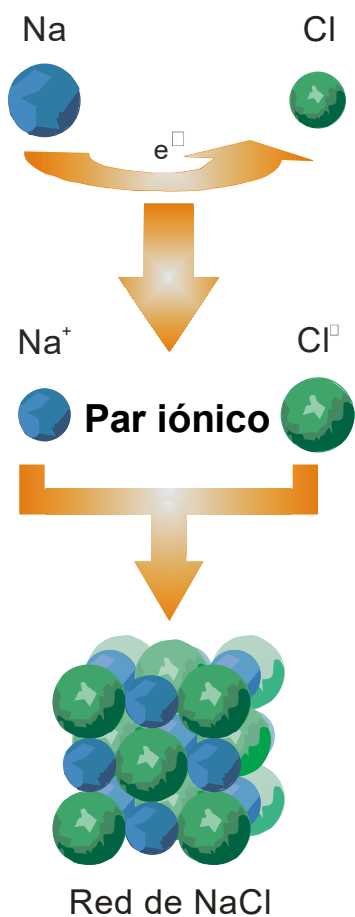 Na Cl
e□
Na⁺ Cl□
Par iónico
Red de NaCl